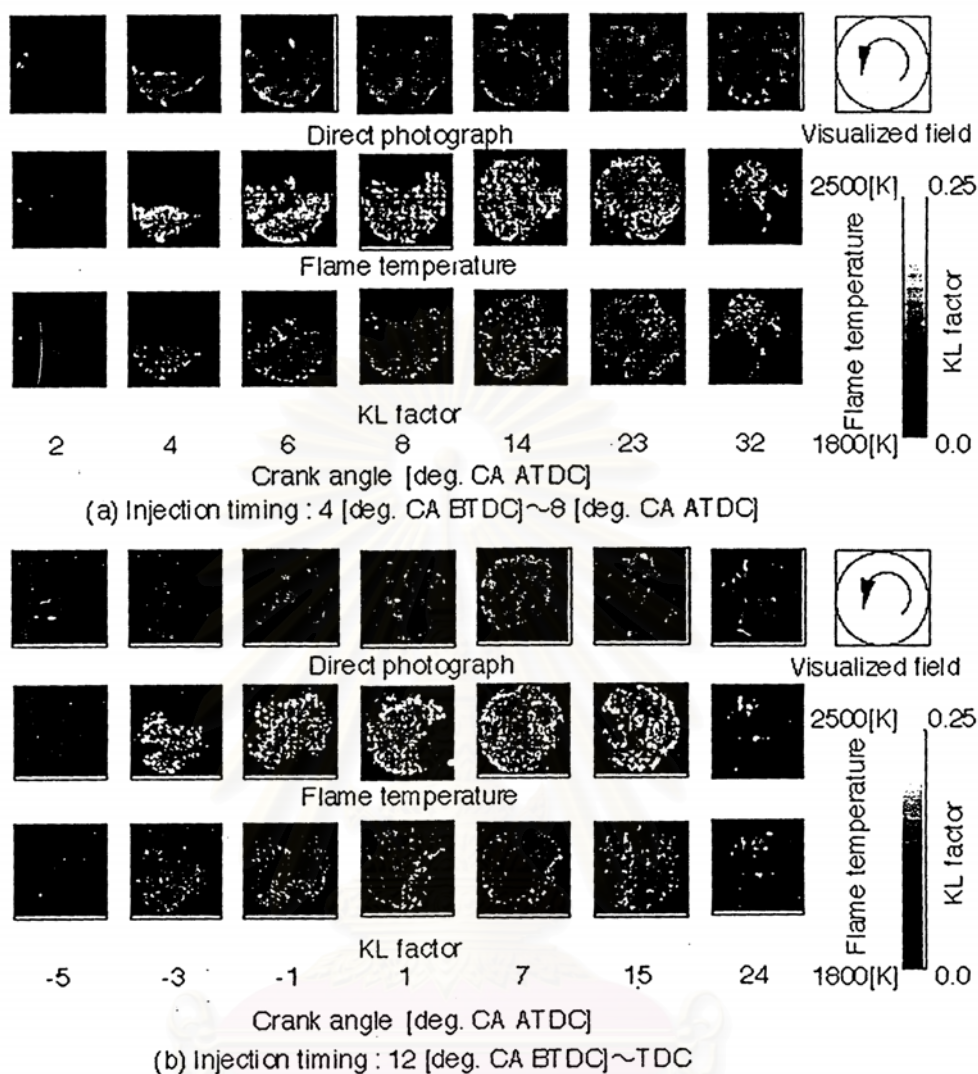 Direct photograph
Visualized field
Flame temperature
KL factor
2500[K] 0.25
Flame temperature
KL factor
1800[K] 0.0
2 4 6 8 14 23 32
Crank angle [deg. CA ATDC]
(a) Injection timing : 4 [deg. CA BTDC]~8 [deg. CA ATDC]
Direct photograph
Visualized field
Flame temperature
KL factor
2500[K] 0.25
Flame temperature
KL factor
1800[K] 0.0
-5 -3 -1 1 7 15 24
Crank angle [deg. CA ATDC]
(b) Injection timing : 12 [deg. CA BTDC]~TDC